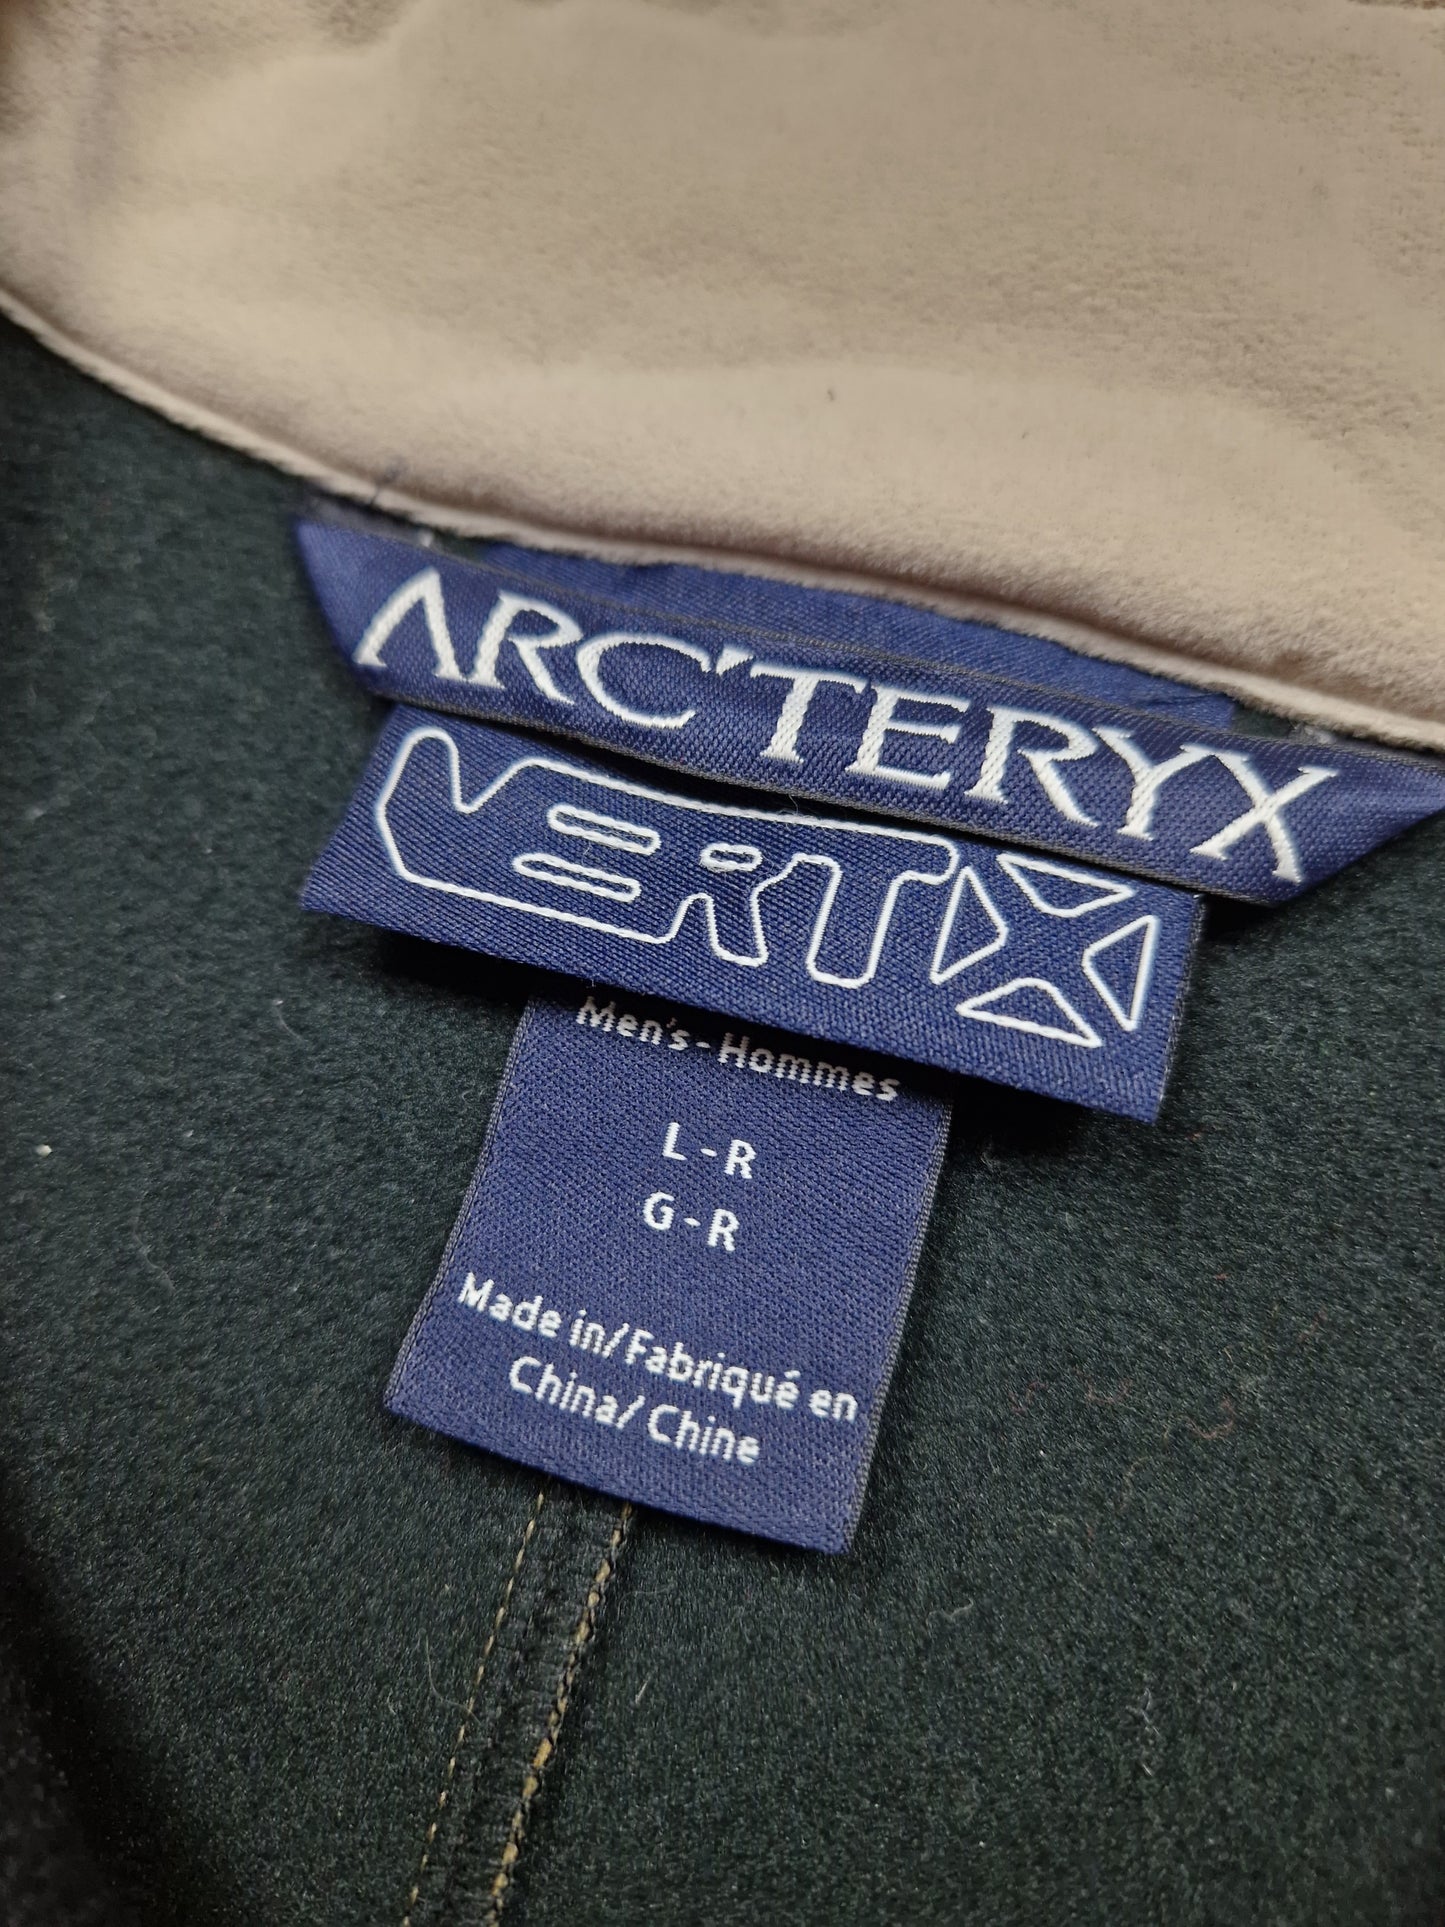 ARC'TERYX
VERTX
Men's - Hommes
L - R
G - R
Made in/ Fabriqué en
China/ Chine